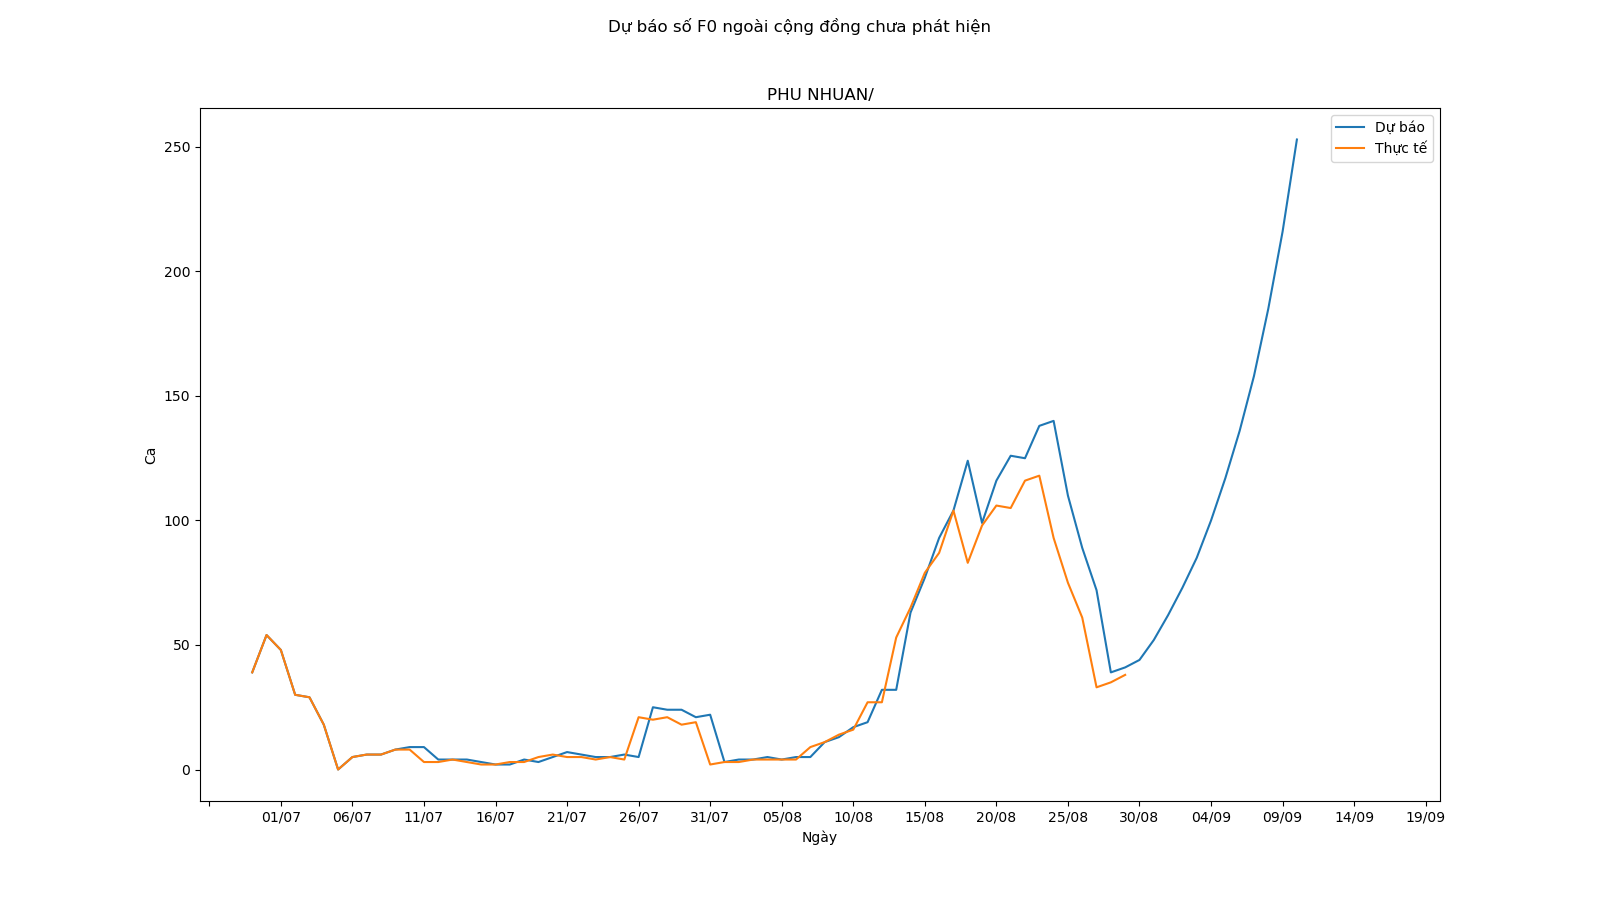 Dự báo số F0 ngoài cộng đồng chưa phát hiện
PHU NHUAN/
Dự báo
Thực tế
250
200
150
100
50
0
Ca
01/07 06/07 11/07 16/07 21/07 26/07 31/07 05/08 10/08 15/08 20/08 25/08 30/08 04/09 09/09 14/09 19/09
Ngày